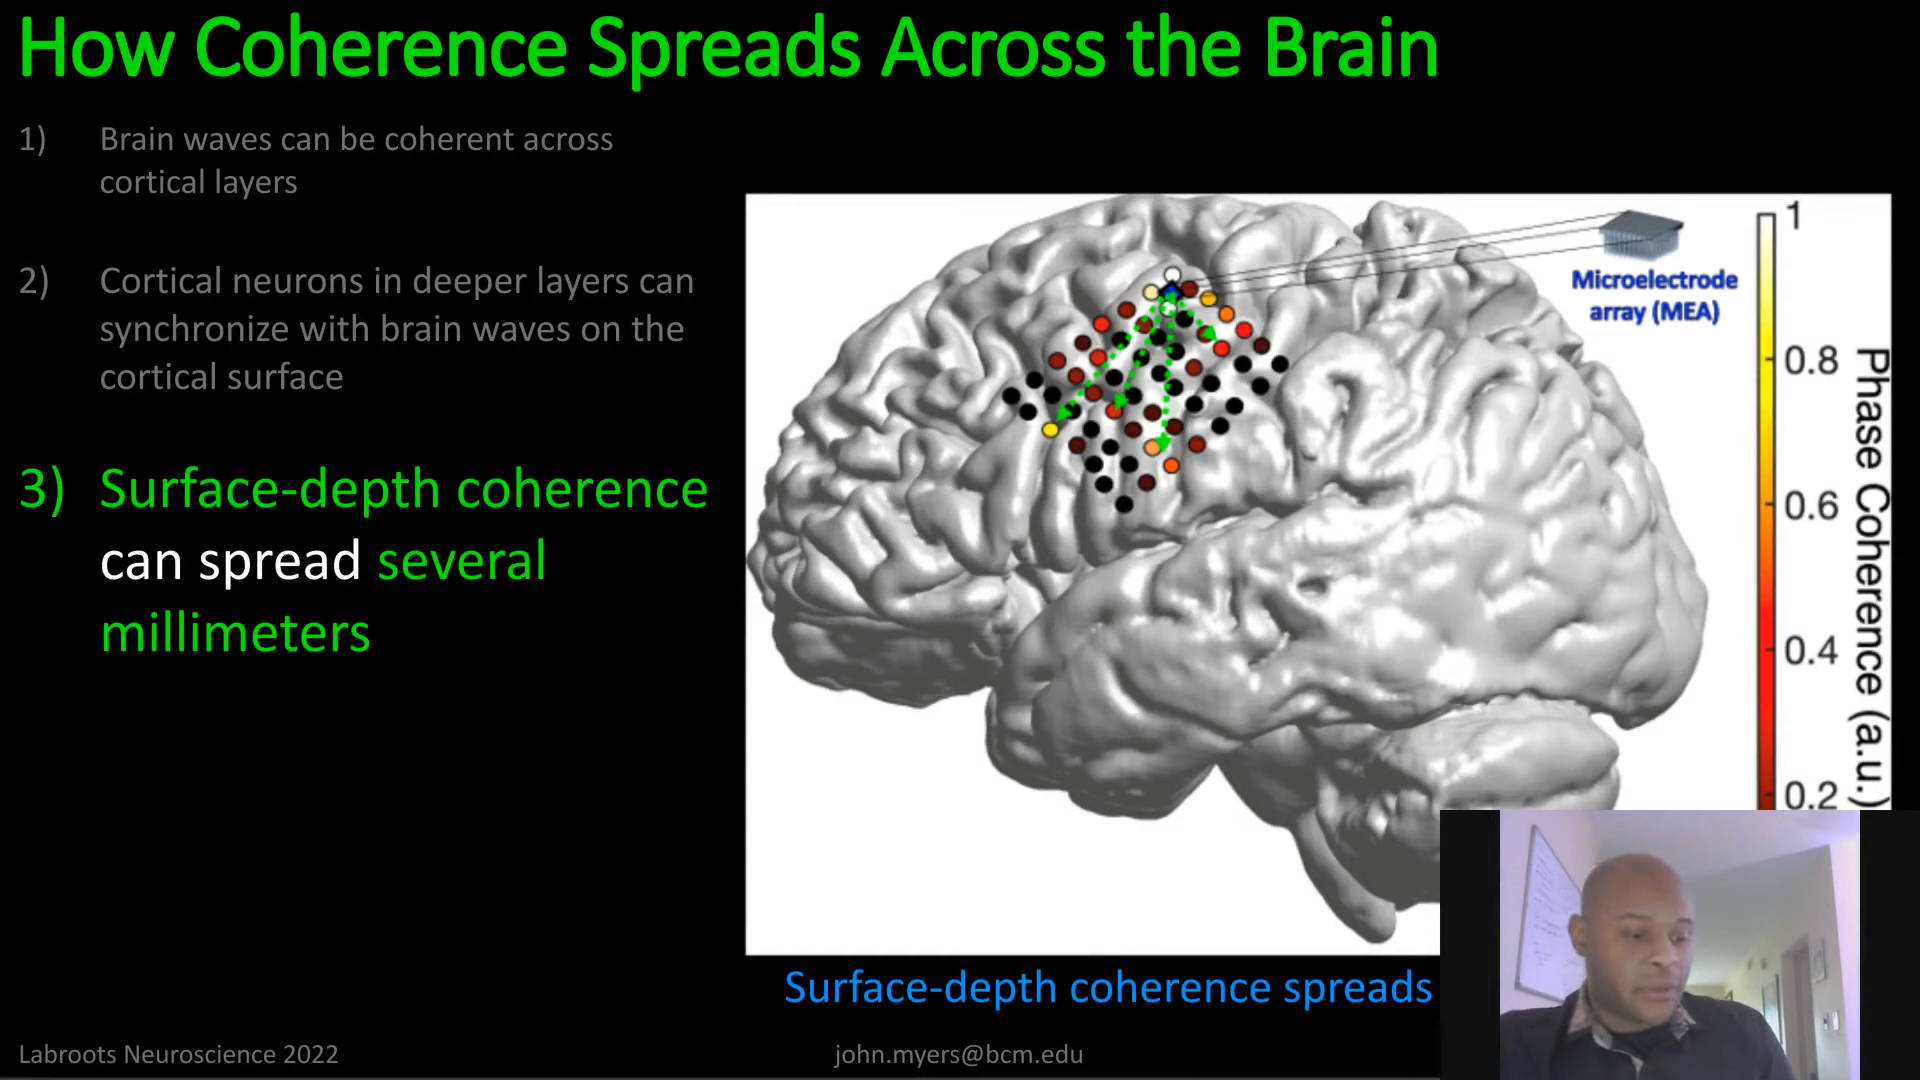 How Coherence Spreads Across the Brain
1) Brain waves can be coherent across
cortical layers
2) Cortical neurons in deeper layers can
synchronize with brain waves on the
cortical surface
3) Surface-depth coherence
can spread several
millimeters
Microelectrode
array (MEA)
1
0.8
0.6
0.4
0.2
Phase Coherence (a.u.)
Surface-depth coherence spreads
Labroots Neuroscience 2022
john.myers@bcm.edu